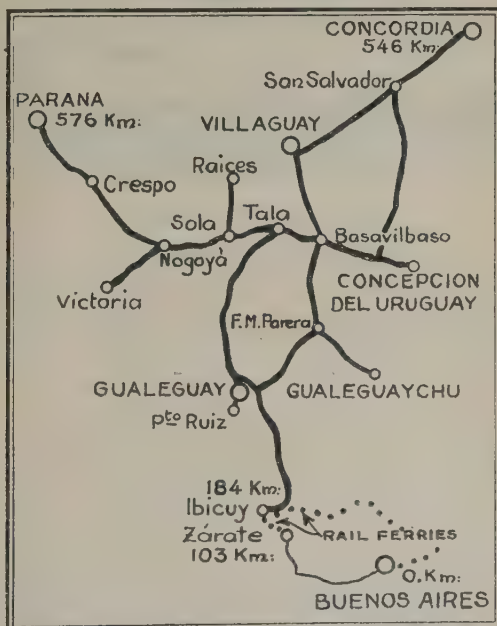 CONCORDIA
546 Km:
San Salvador
PARANA
576 Km:
VILLAGUAY
Raices
Crespo
Sola
Tala
Basavilbaso
Nogoyà
CONCEPCION
DEL URUGUAY
Victoria
F.M.Parera
GUALEGUAY
GUALEGUAYCHU
Pto Ruiz
184 Km:
Ibicuy
RAIL FERRIES
Zárate
103 Km:
0.Km:
BUENOS AIRES